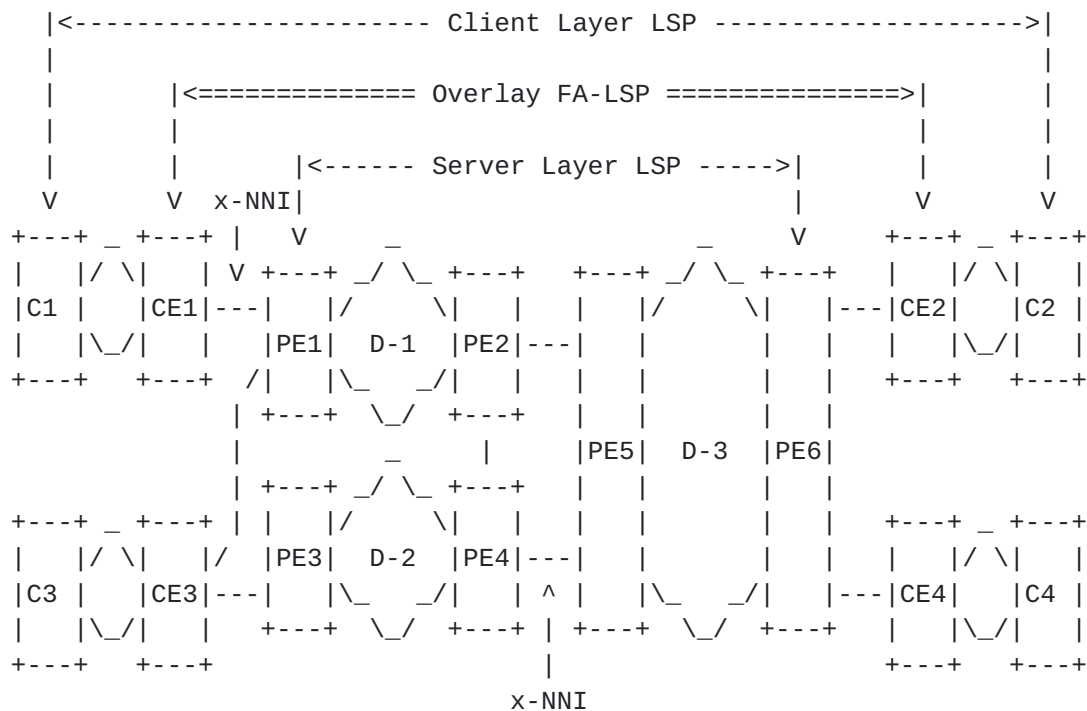 Client Layer LSP
Overlay FA-LSP
Server Layer LSP
V V x-NNI V V
V V
V
C1 CE1 CE2 C2
PE1 D-1 PE2
PE5 D-3 PE6
PE3 D-2 PE4
C3 CE3 CE4 C4
x-NNI